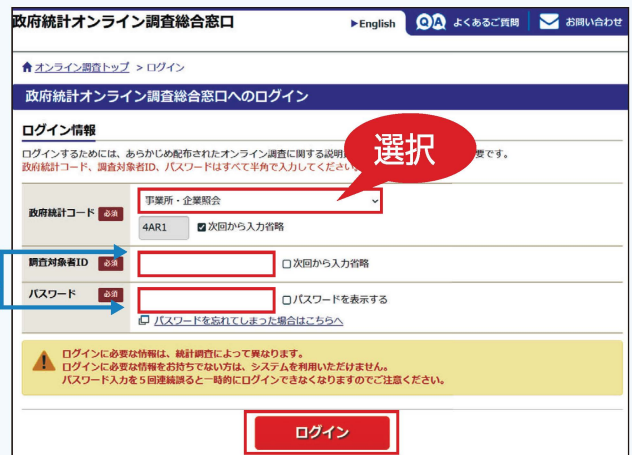 政府統計オンライン調査総合窓口
▶English
Q&A よくあるご質問
お問い合わせ
オンライン調査トップ > ログイン
政府統計オンライン調査総合窓口へのログイン
ログイン情報
ログインするためには、あらかじめ配布されたオンライン調査に関する説明 要です。
政府統計コード、調査対象者ID、パスワードはすべて半角で入力してください。
選択
政府統計コード 必須
事業所・企業照会
4AR1 次回から入力省略
調査対象者ID 必須 次回から入力省略
パスワード 必須 パスワードを表示する
パスワードを忘れてしまった場合はこちらへ
ログインに必要な情報は、統計調査によって異なります。
ログインに必要な情報をお持ちでない方は、システムを利用いただけません。
パスワード入力を5回連続誤ると一時的にログインできなくなりますのでご注意ください。
ログイン